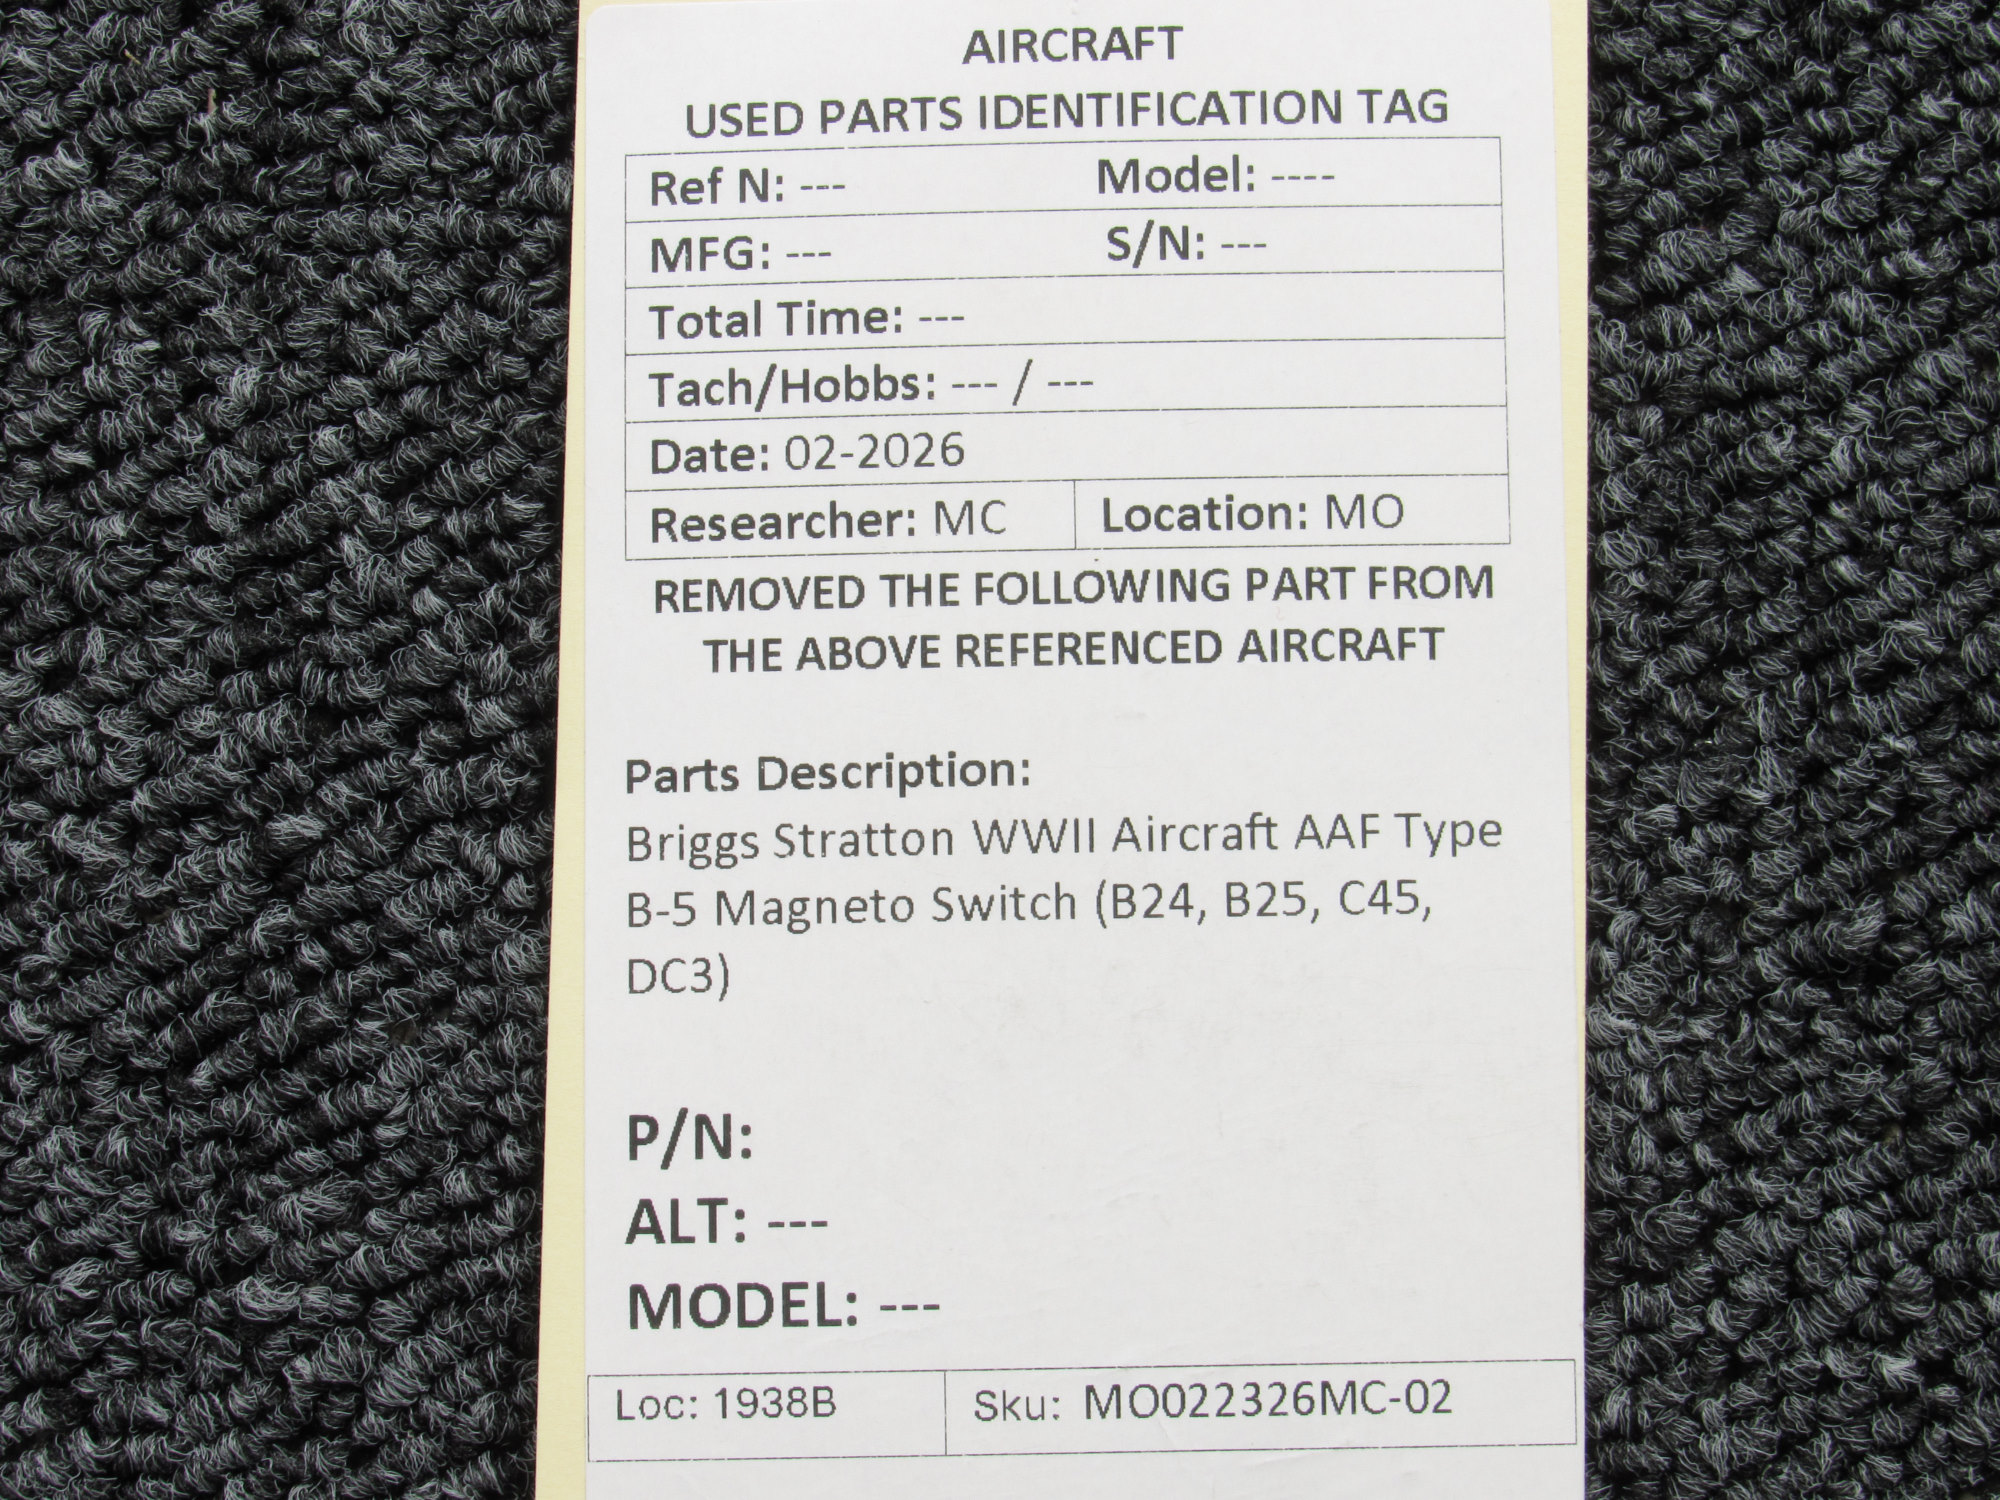 AIRCRAFT
USED PARTS IDENTIFICATION TAG
Ref N: --- Model: ----
MFG: --- S/N: ---
Total Time: ---
Tach/Hobbs: --- / ---
Date: 02-2026
Researcher: MC Location: MO
REMOVED THE FOLLOWING PART FROM
THE ABOVE REFERENCED AIRCRAFT
Parts Description:
Briggs Stratton WWII Aircraft AAF Type
B-5 Magneto Switch (B24, B25, C45,
DC3)
P/N:
ALT: ---
MODEL: ---
Loc: 1938B Sku: MO022326MC-02